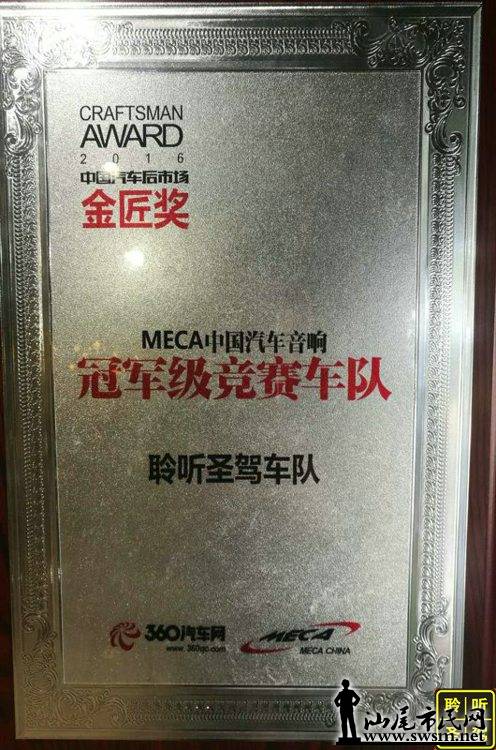 CRAFTSMAN
AWARD
2016
中国汽车后市场
金匠奖
MECA中国汽车音响
冠军级竞赛车队
聆听圣驾车队
360汽车网
www.360qc.com
MECA
MECA CHINA
聆听
汕尾市民网
www.swsm.net